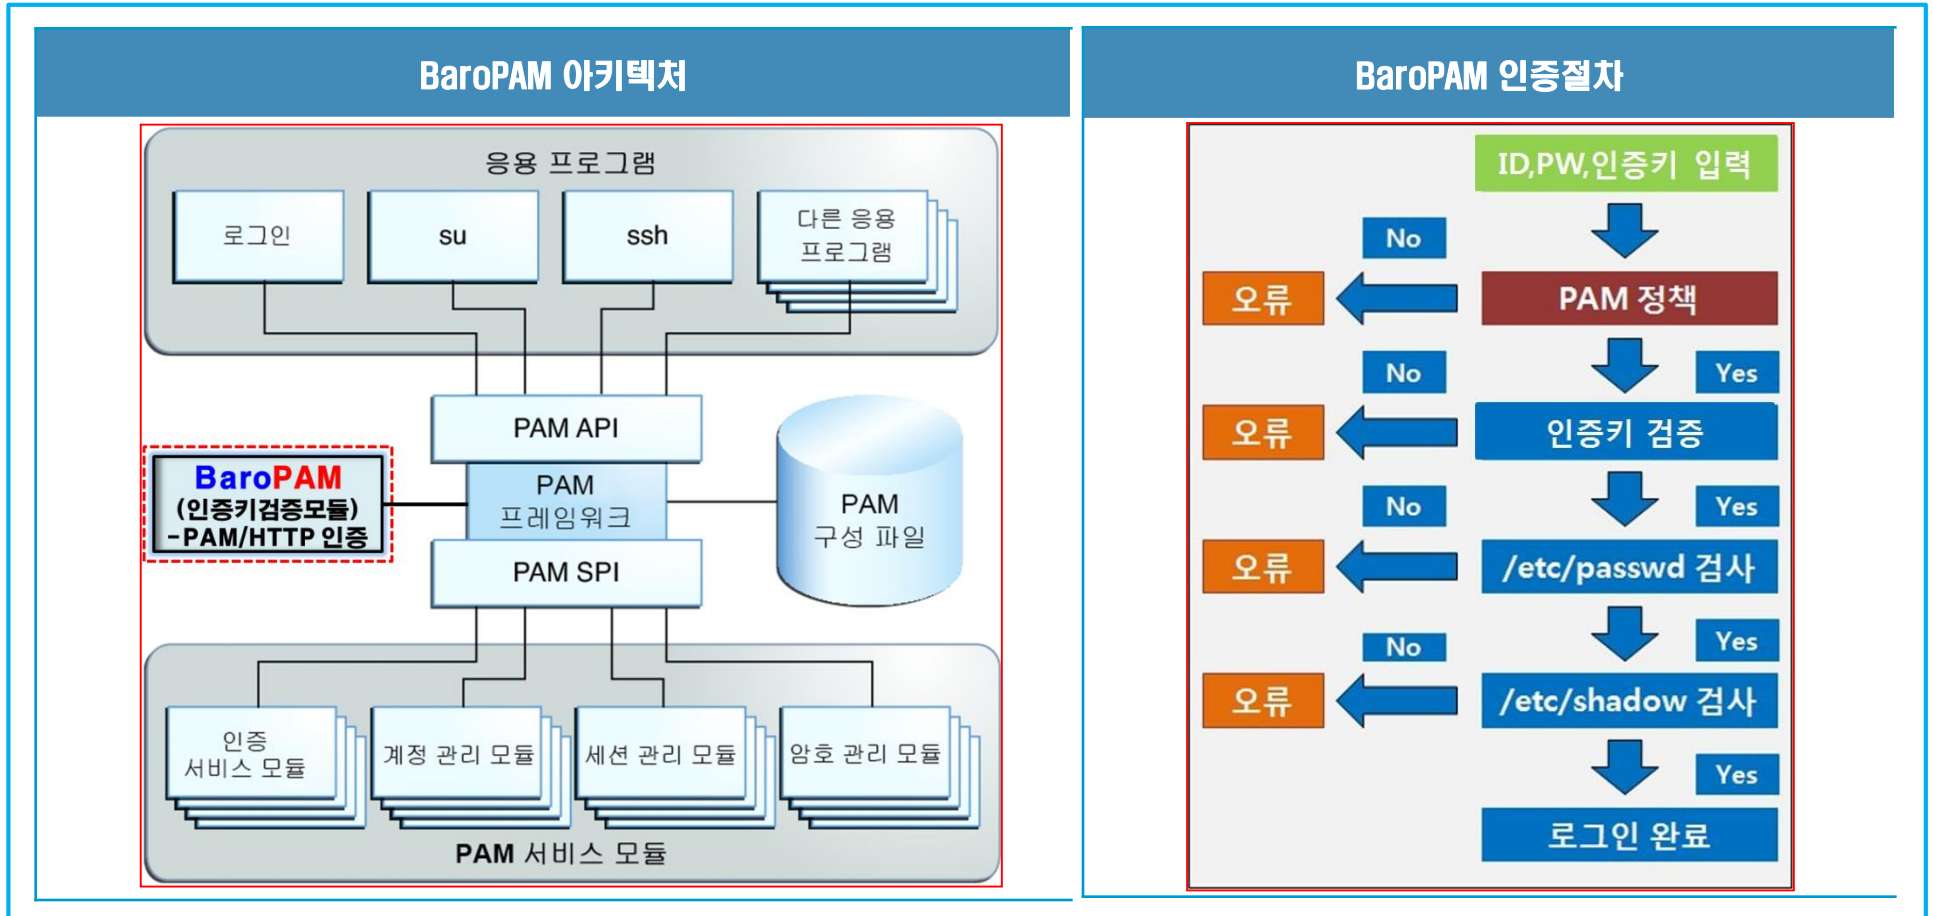 BaroPAM 아키텍처
응용 프로그램
로그인
su
ssh
다른 응용
프로그램
PAM API
BaroPAM
(인증키검증모듈)
-PAM/HTTP 인증
PAM
프레임워크
PAM
구성 파일
PAM SPI
인증
서비스 모듈
계정 관리 모듈
세션 관리 모듈
암호 관리 모듈
PAM 서비스 모듈
BaroPAM 인증절차
ID,PW,인증키 입력
No
오류
PAM 정책
No
Yes
오류
인증키 검증
No
Yes
오류
/etc/passwd 검사
No
Yes
오류
/etc/shadow 검사
Yes
로그인 완료